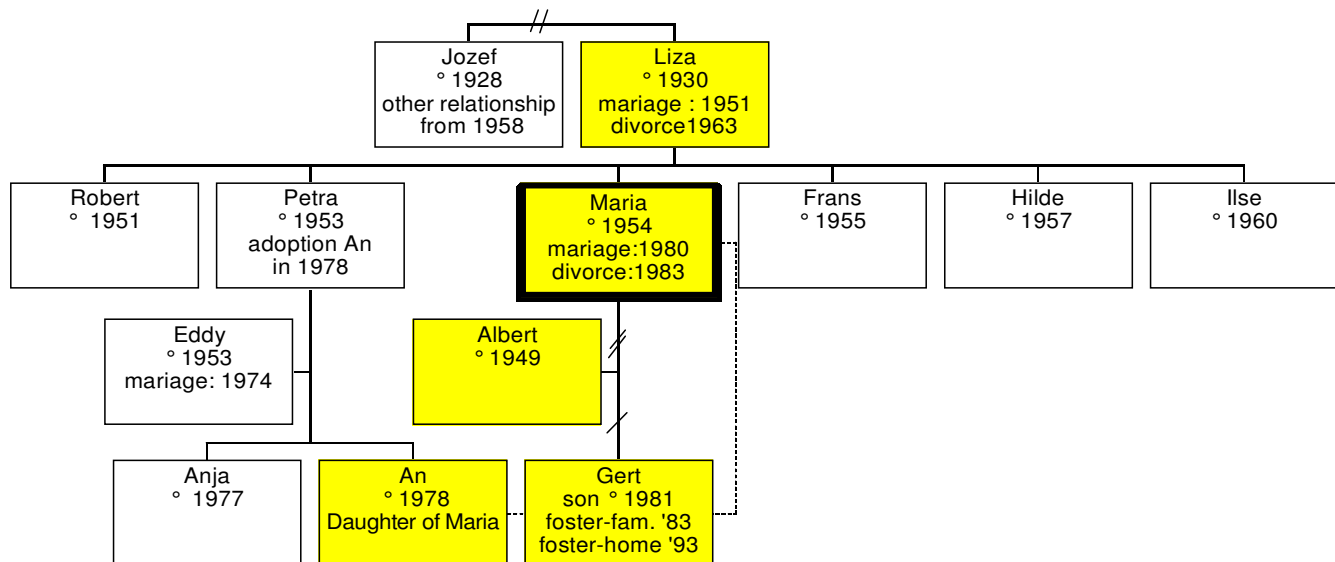 Jozef
° 1928
other relationship
from 1958
Liza
° 1930
mariage : 1951
divorce1963
Robert
° 1951
Petra
° 1953
adoption An
in 1978
Maria
° 1954
mariage:1980
divorce:1983
Frans
° 1955
Hilde
° 1957
Ilse
° 1960
Eddy
° 1953
mariage: 1974
Albert
° 1949
Anja
° 1977
An
° 1978
Daughter of Maria
Gert
son ° 1981
foster-fam. '83
foster-home '93